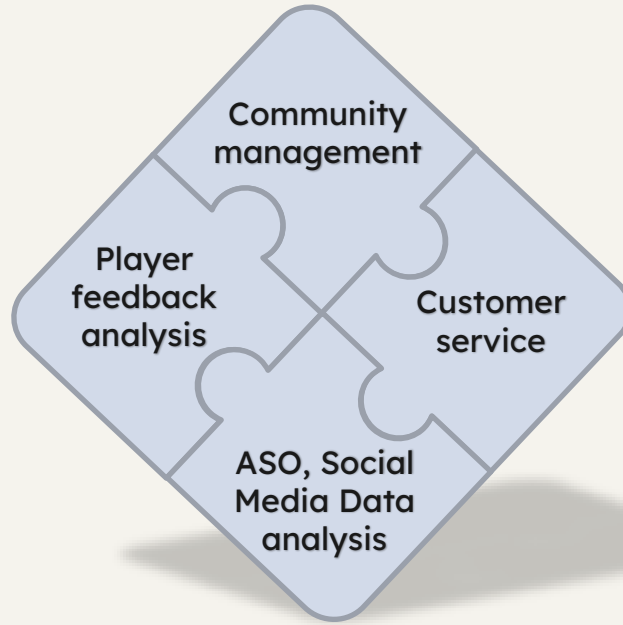 Community
management
Player
feedback
analysis
Customer
service
ASO, Social
Media Data
analysis